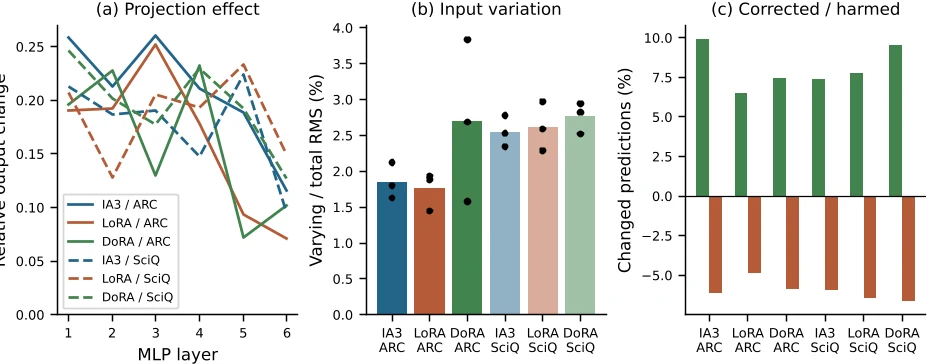 (a) Projection effect
Relative output change
0.25
0.20
0.15
0.10
0.05
0.00
IA3 / ARC
LoRA / ARC
DoRA / ARC
IA3 / SciQ
LoRA / SciQ
DoRA / SciQ
1 2 3 4 5 6
MLP layer
(b) Input variation
Varying / total RMS (%)
4.0
3.5
3.0
2.5
2.0
1.5
1.0
0.5
0.0
IA3 LoRA DoRA IA3 LoRA DoRA
ARC ARC ARC SciQ SciQ SciQ
(c) Corrected / harmed
Changed predictions (%)
10.0
7.5
5.0
2.5
0.0
−2.5
−5.0
IA3 LoRA DoRA IA3 LoRA DoRA
ARC ARC ARC SciQ SciQ SciQ